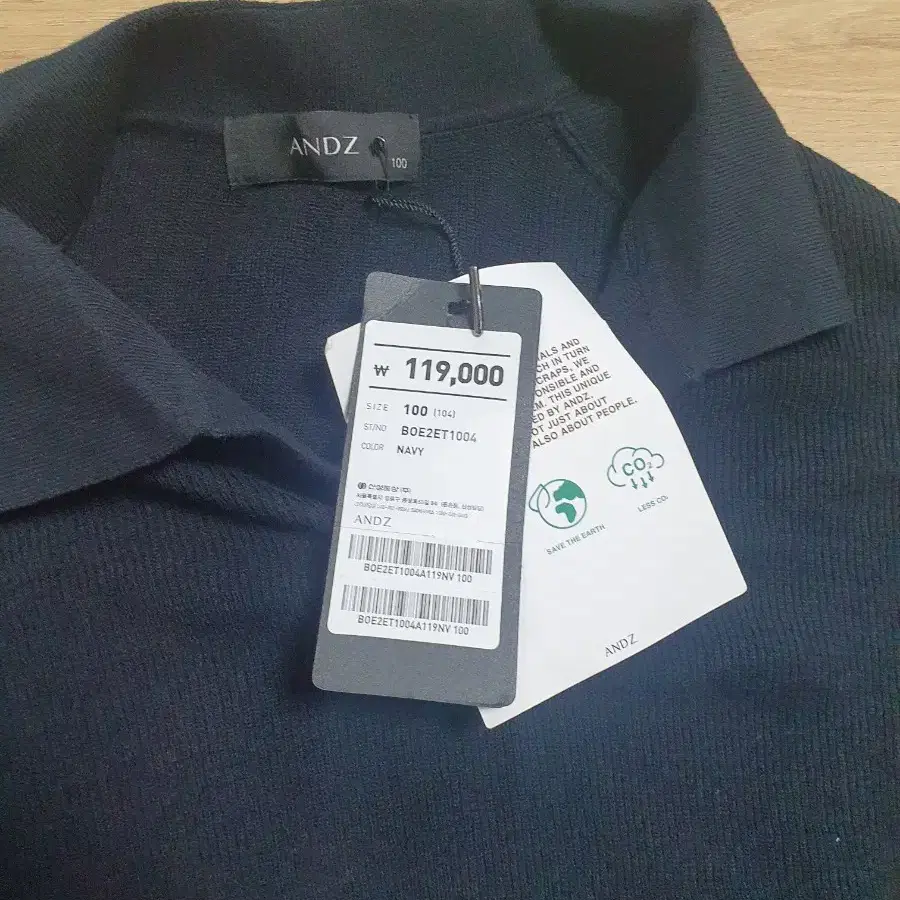 ANDZ
100
₩ 119,000
SIZE 100 (104)
ST/NO BOE2ET1004
COLOR NAVY
ANDZ
BOE2ET1004A119NV 100
BOE2ET1004A119NV 100
ALS AND
CH IN TURN
CRAPS. WE
ONSIBLE AND
M. THIS UNIQUE
ED BY ANDZ.
OT JUST ABOUT
ALSO ABOUT PEOPLE.
CO₂
SAVE THE EARTH
LESS CO₂
ANDZ